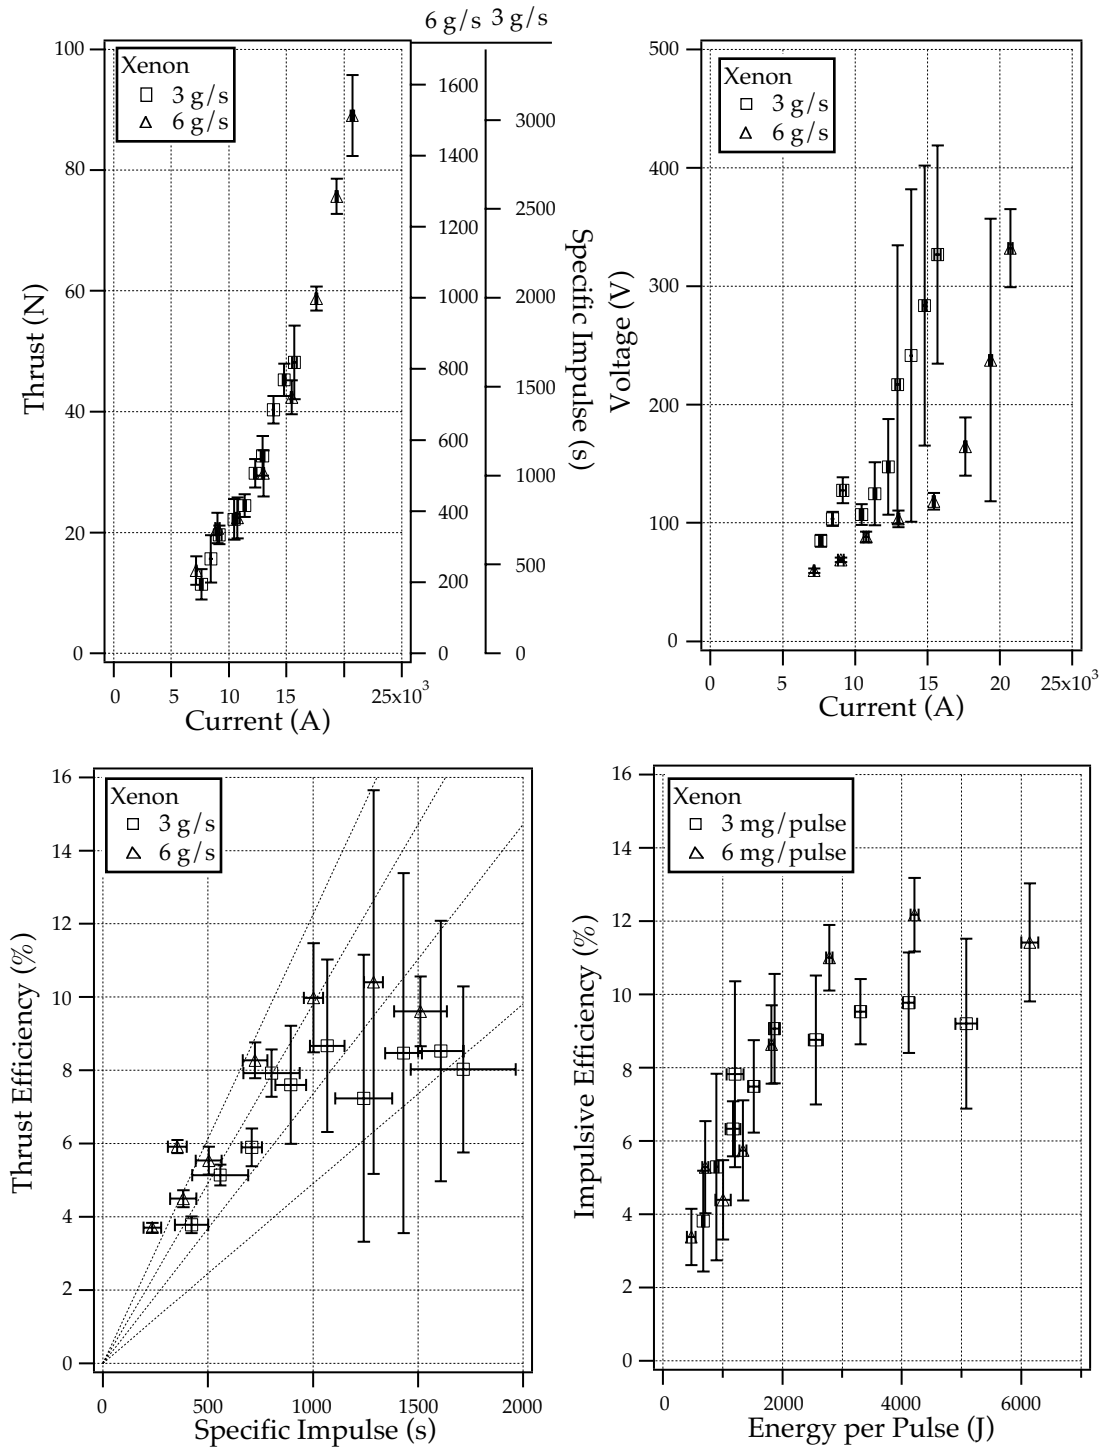 6 g/s 3 g/s
100
80
60
40
20
0
Thrust (N)
Xenon
3 g/s
6 g/s
0 5 10 15 25x10³
Current (A)
1600
1400
1200
1000
800
600
400
200
0
3000
2500
2000
1500
1000
500
0
Specific Impulse (s)
500
400
300
200
100
0
Voltage (V)
Xenon
3 g/s
6 g/s
0 5 10 15 20 25x10³
Current (A)
16
14
12
10
8
6
4
2
0
Thrust Efficiency (%)
Xenon
3 g/s
6 g/s
0 500 1000 1500 2000
Specific Impulse (s)
16
14
12
10
8
6
4
2
0
Impulsive Efficiency (%)
Xenon
3 mg/pulse
6 mg/pulse
0 2000 4000 6000
Energy per Pulse (J)